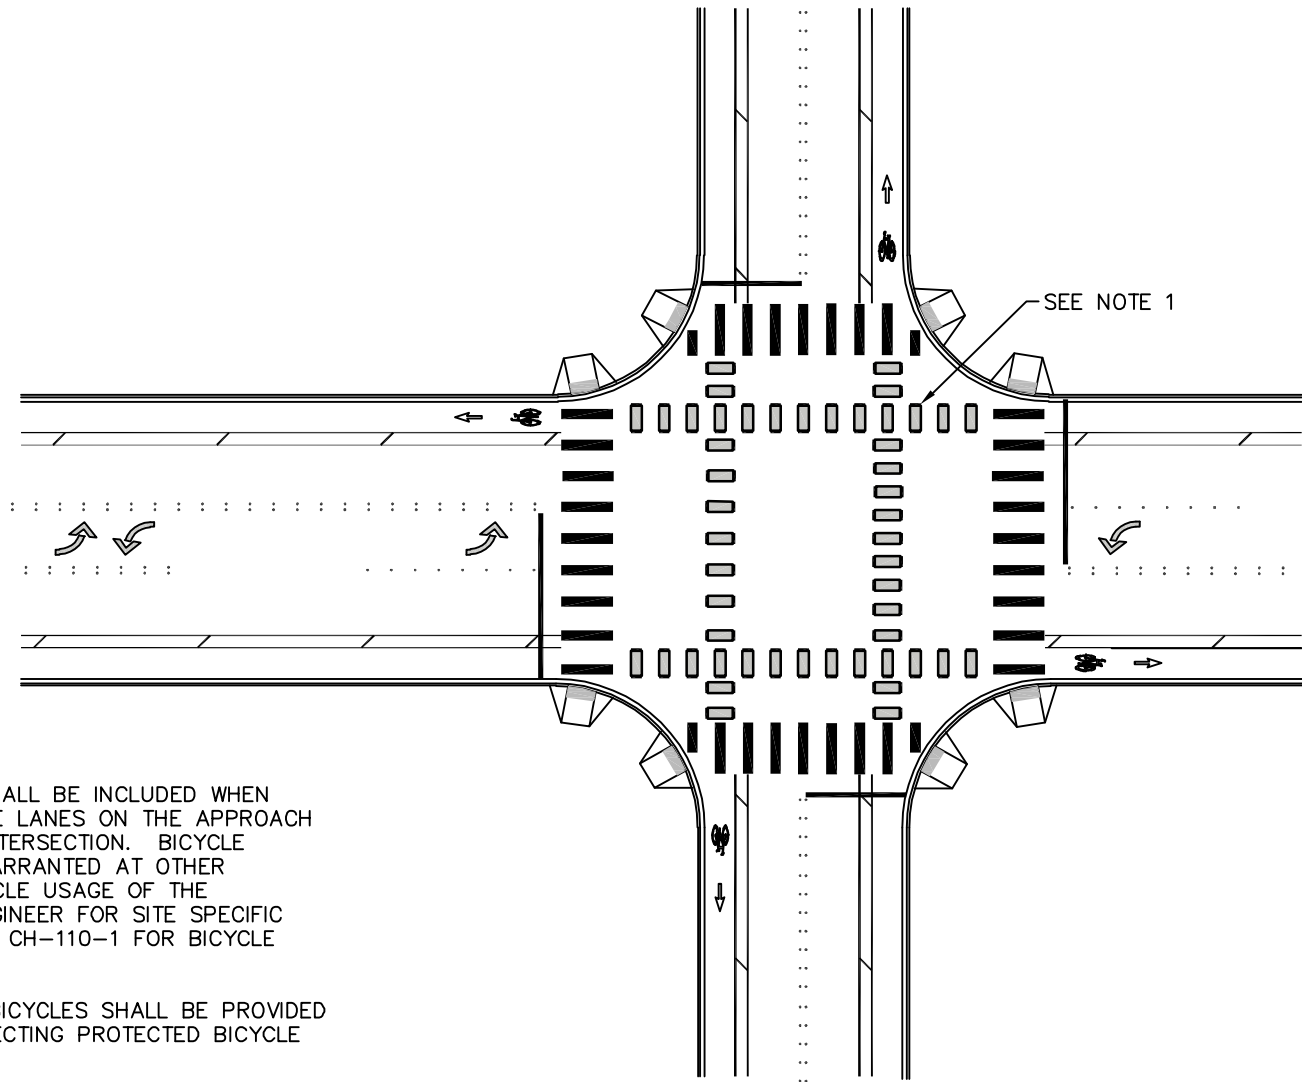 SEE NOTE 1
ALL BE INCLUDED WHEN
LANES ON THE APPROACH
TERSECTION. BICYCLE
ARRANTED AT OTHER
CLE USAGE OF THE
GINEER FOR SITE SPECIFIC
CH-110-1 FOR BICYCLE
BICYCLES SHALL BE PROVIDED
ECTING PROTECTED BICYCLE